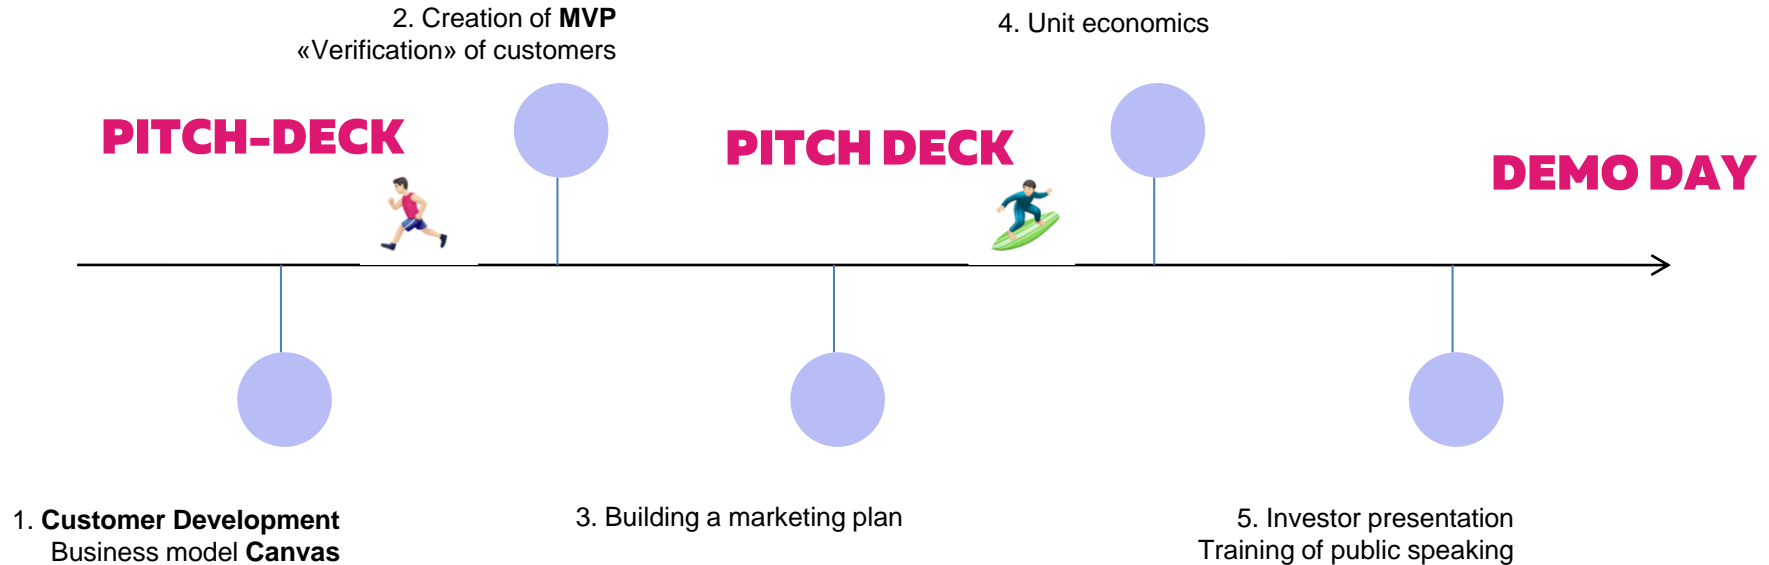 2. Creation of MVP
«Verification» of customers
4. Unit economics
PITCH-DECK
PITCH DECK
DEMO DAY
1. Customer Development
Business model Canvas
3. Building a marketing plan
5. Investor presentation
Training of public speaking